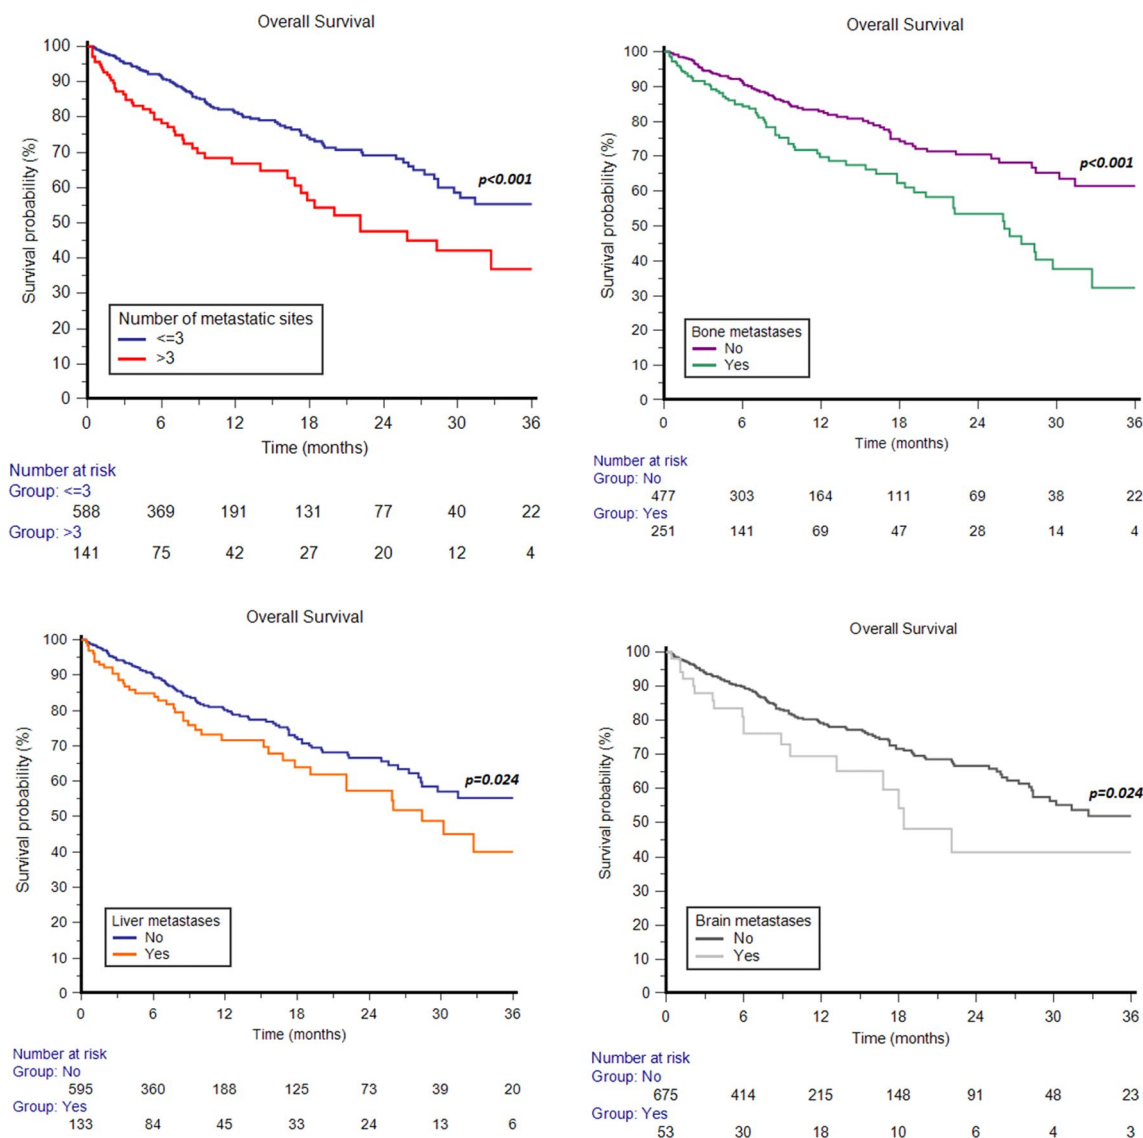 Overall Survival
Survival probability (%)
100
90
80
70
60
50
40
30
20
10
0
p<0.001
Number of metastatic sites
<=3
>3
0 6 12 18 24 30 36
Time (months)
Number at risk
Group: <=3
588 369 191 131 77 40 22
Group: >3
141 75 42 27 20 12 4
Overall Survival
Survival probability (%)
100
90
80
70
60
50
40
30
20
10
0
p<0.001
Bone metastases
No
Yes
0 6 12 18 24 30 36
Time (months)
Number at risk
Group: No
477 303 164 111 69 38 22
Group: Yes
251 141 69 47 28 14 4
Overall Survival
Survival probability (%)
100
90
80
70
60
50
40
30
20
10
0
p=0.024
Liver metastases
No
Yes
0 6 12 18 24 30 36
Time (months)
Number at risk
Group: No
595 360 188 125 73 39 20
Group: Yes
133 84 45 33 24 13 6
Overall Survival
Survival probability (%)
100
90
80
70
60
50
40
30
20
10
0
p=0.024
Brain metastases
No
Yes
0 6 12 18 24 30 36
Time (months)
Number at risk
Group: No
675 414 215 148 91 48 23
Group: Yes
53 30 18 10 6 4 3